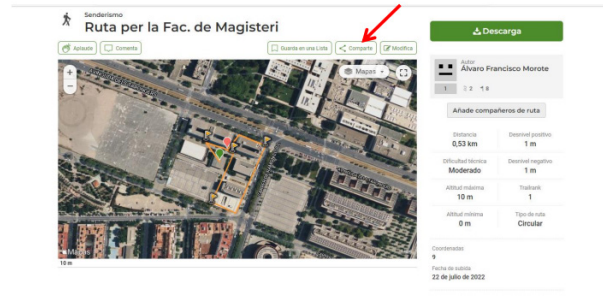 Senderismo
Ruta per la Fac. de Magisteri
Aplaude
Comenta
Guarda en una Lista
Comparte
Modifica
+
−
Mapas
Mapas
10 m
Descarga
Autor
Álvaro Francisco Morote
1
2
8
Añade compañeros de ruta
Distancia
0,53 km
Desnivel positivo
1 m
Dificultad técnica
Moderado
Desnivel negativo
1 m
Altitud máxima
10 m
Trailrank
1
Altitud mínima
0 m
Tipo de ruta
Circular
Coordenadas
9
Fecha de subida
22 de julio de 2022